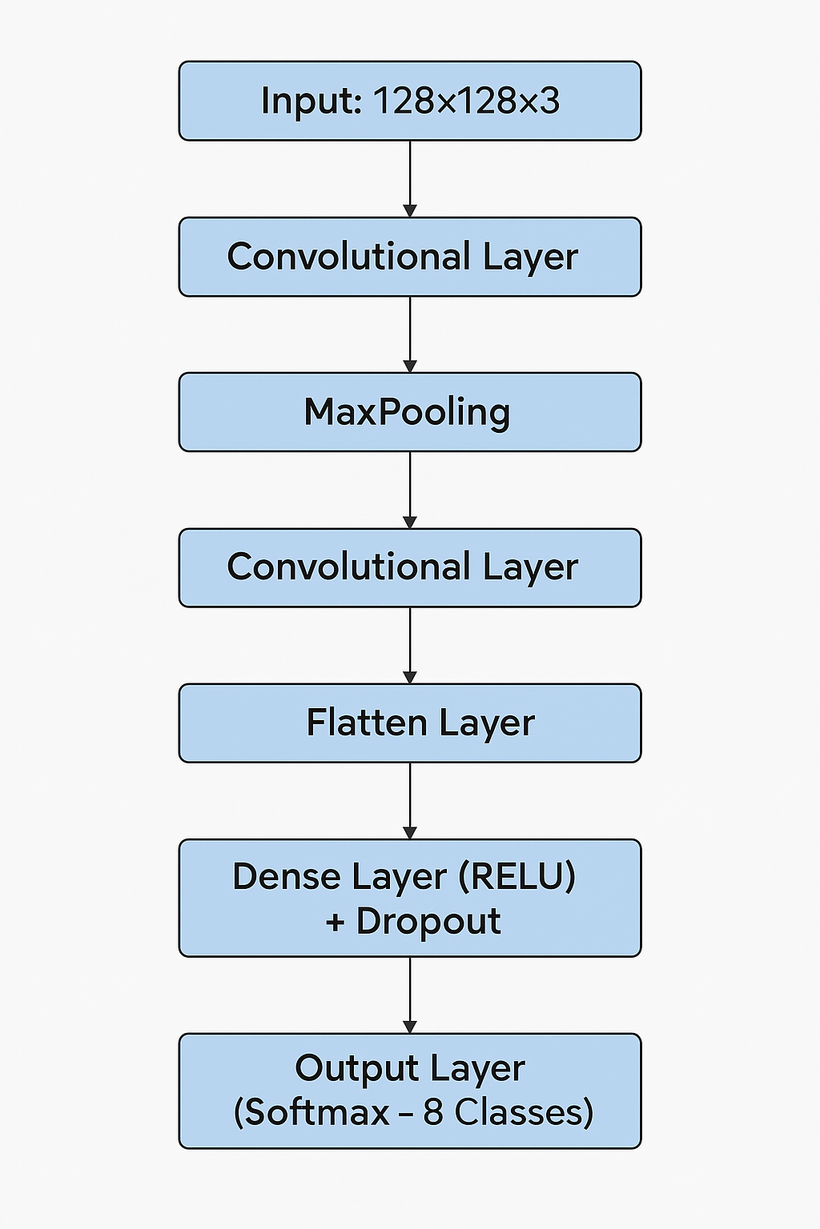 Input: 128×128×3
Convolutional Layer
MaxPooling
Convolutional Layer
Flatten Layer
Dense Layer (RELU)
+ Dropout
Output Layer
(Softmax – 8 Classes)